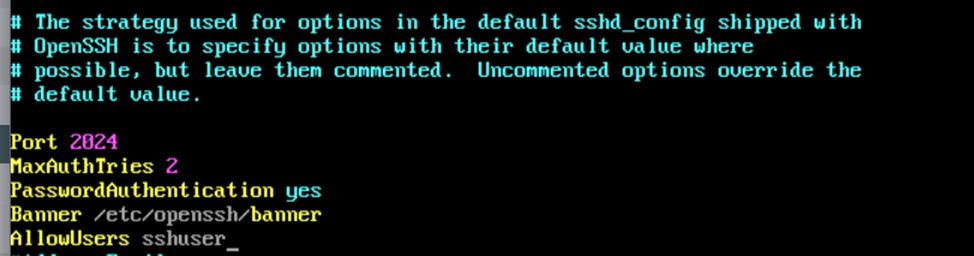 # The strategy used for options in the default sshd_config shipped with
# OpenSSH is to specify options with their default value where
# possible, but leave them commented.  Uncommented options override the
# default value.
Port 2024
MaxAuthTries 2
PasswordAuthentication yes
Banner /etc/openssh/banner
AllowUsers sshuser_